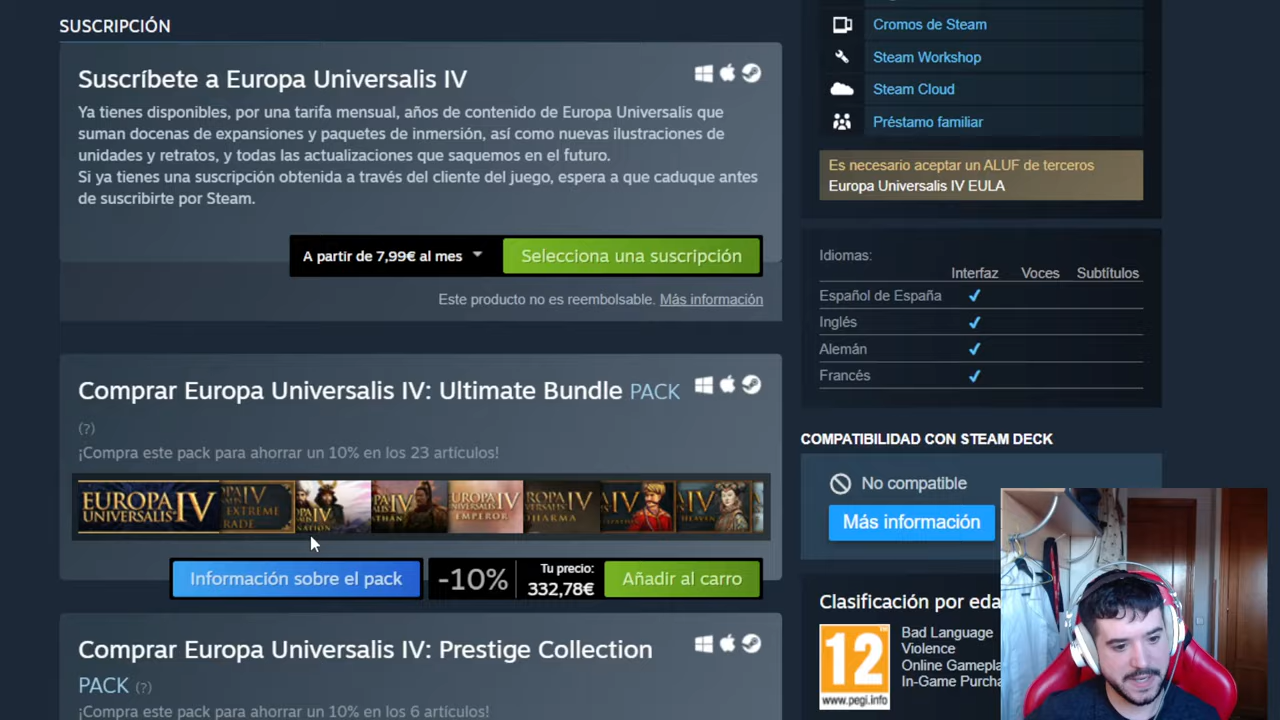 SUSCRIPCIÓN
Suscríbete a Europa Universalis IV
Ya tienes disponibles, por una tarifa mensual, años de contenido de Europa Universalis que
suman docenas de expansiones y paquetes de inmersión, así como nuevas ilustraciones de
unidades y retratos, y todas las actualizaciones que saquemos en el futuro.
Si ya tienes una suscripción obtenida a través del cliente del juego, espera a que caduque antes
de suscribirte por Steam.
A partir de 7,99€ al mes
Selecciona una suscripción
Este producto no es reembolsable. Más información
Comprar Europa Universalis IV: Ultimate Bundle PACK
(?)
¡Compra este pack para ahorrar un 10% en los 23 artículos!
EUROPA
UNIVERSALIS IV
EUROPA IV
EMPEROR
Información sobre el pack
-10%
Tu precio:
332,78€
Añadir al carro
Comprar Europa Universalis IV: Prestige Collection
PACK (?)
¡Compra este pack para ahorrar un 10% en los 6 artículos!
Cromos de Steam
Steam Workshop
Steam Cloud
Préstamo familiar
Es necesario aceptar un ALUF de terceros
Europa Universalis IV EULA
Idiomas:
Interfaz Voces Subtítulos
Español de España
Inglés
Alemán
Francés
COMPATIBILIDAD CON STEAM DECK
No compatible
Más información
Clasificación por eda
12
www.pegi.info
Bad Language
Violence
Online Gamepla
In-Game Purcha